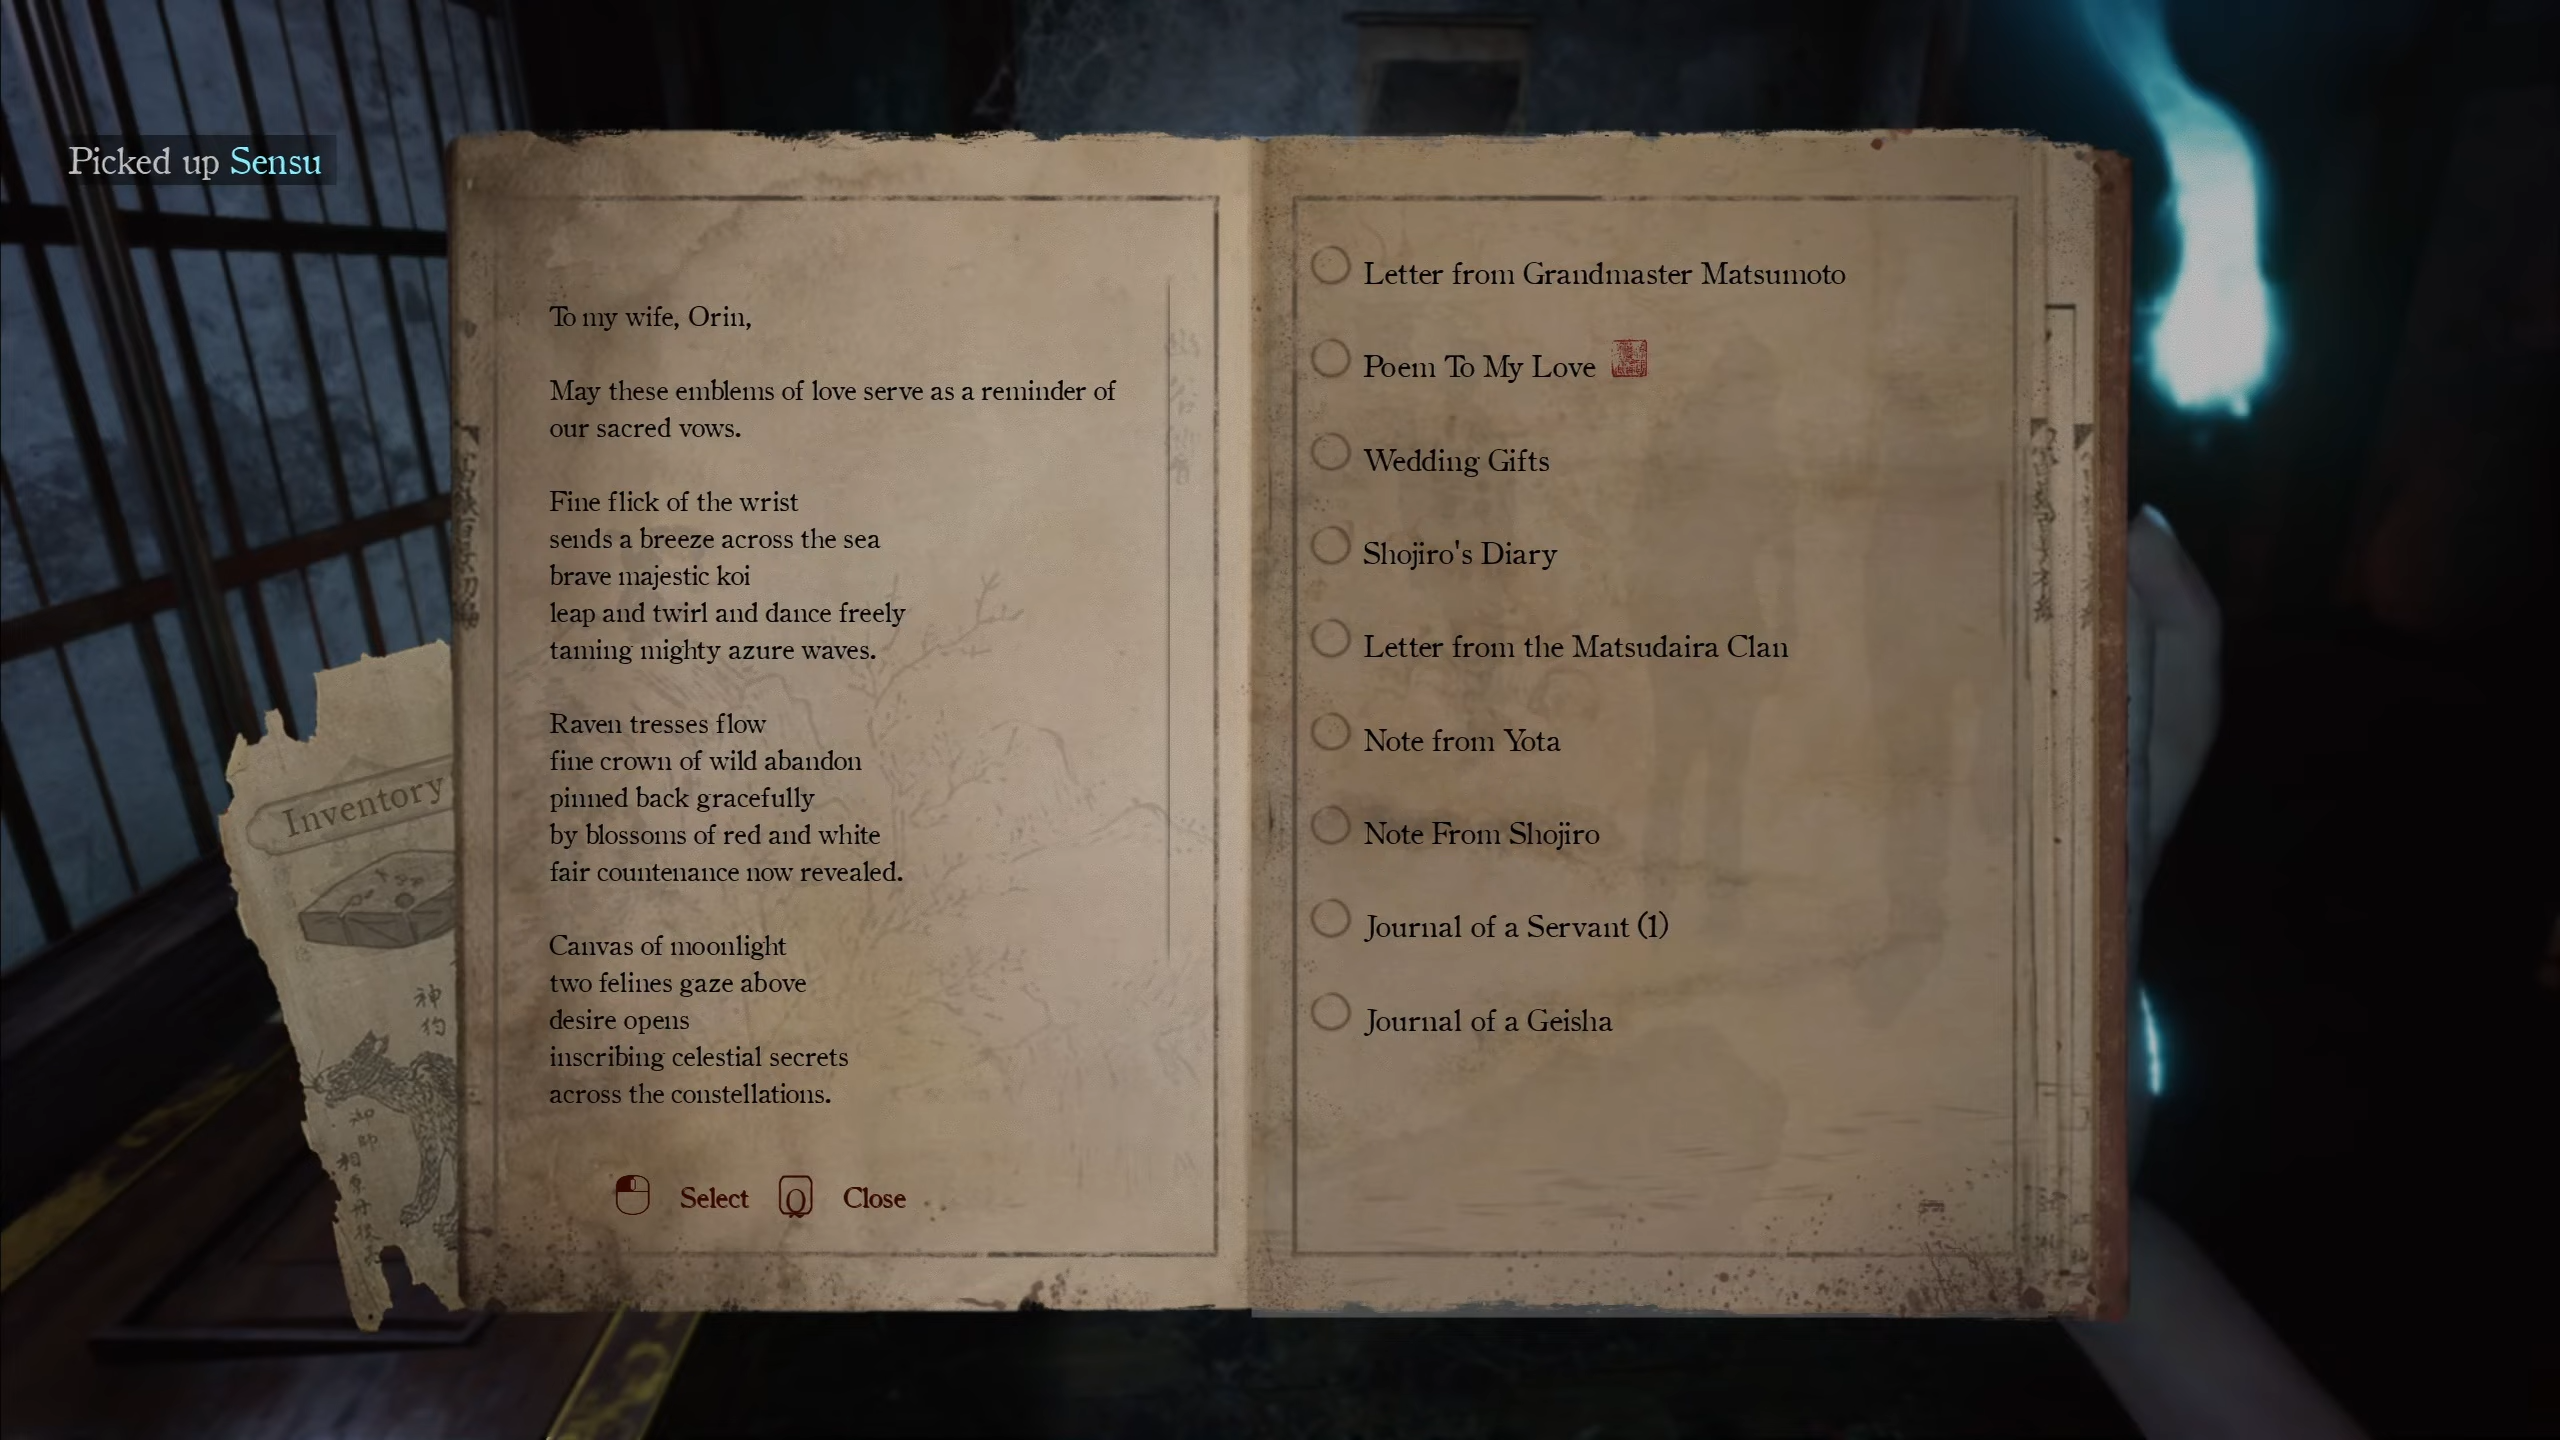 Picked up Sensu
To my wife, Orin,
May these emblems of love serve as a reminder of
our sacred vows.
Fine flick of the wrist
sends a breeze across the sea
brave majestic koi
leap and twirl and dance freely
taming mighty azure waves.
Raven tresses flow
fine crown of wild abandon
pinned back gracefully
by blossoms of red and white
fair countenance now revealed.
Canvas of moonlight
two felines gaze above
desire opens
inscribing celestial secrets
across the constellations.
Select
Q Close
Letter from Grandmaster Matsumoto
Poem To My Love
Wedding Gifts
Shojiro's Diary
Letter from the Matsudaira Clan
Note from Yota
Note From Shojiro
Journal of a Servant (1)
Journal of a Geisha
Inventory